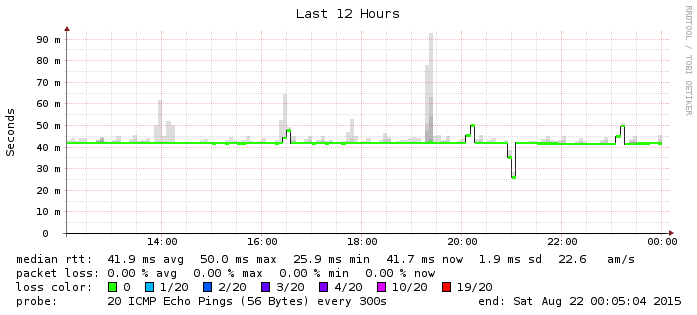 Last 12 Hours
RRDTOOL / TOBI OETIKER
Seconds
90 m
80 m
70 m
60 m
50 m
40 m
30 m
20 m
10 m
0
14:00 16:00 18:00 20:00 22:00 00:00
median rtt: 41.9 ms avg 50.0 ms max 25.9 ms min 41.7 ms now 1.9 ms sd 22.6 am/s
packet loss: 0.00 % avg 0.00 % max 0.00 % min 0.00 % now
loss color: 0 1/20 2/20 3/20 4/20 10/20 19/20
probe: 20 ICMP Echo Pings (56 Bytes) every 300s end: Sat Aug 22 00:05:04 2015